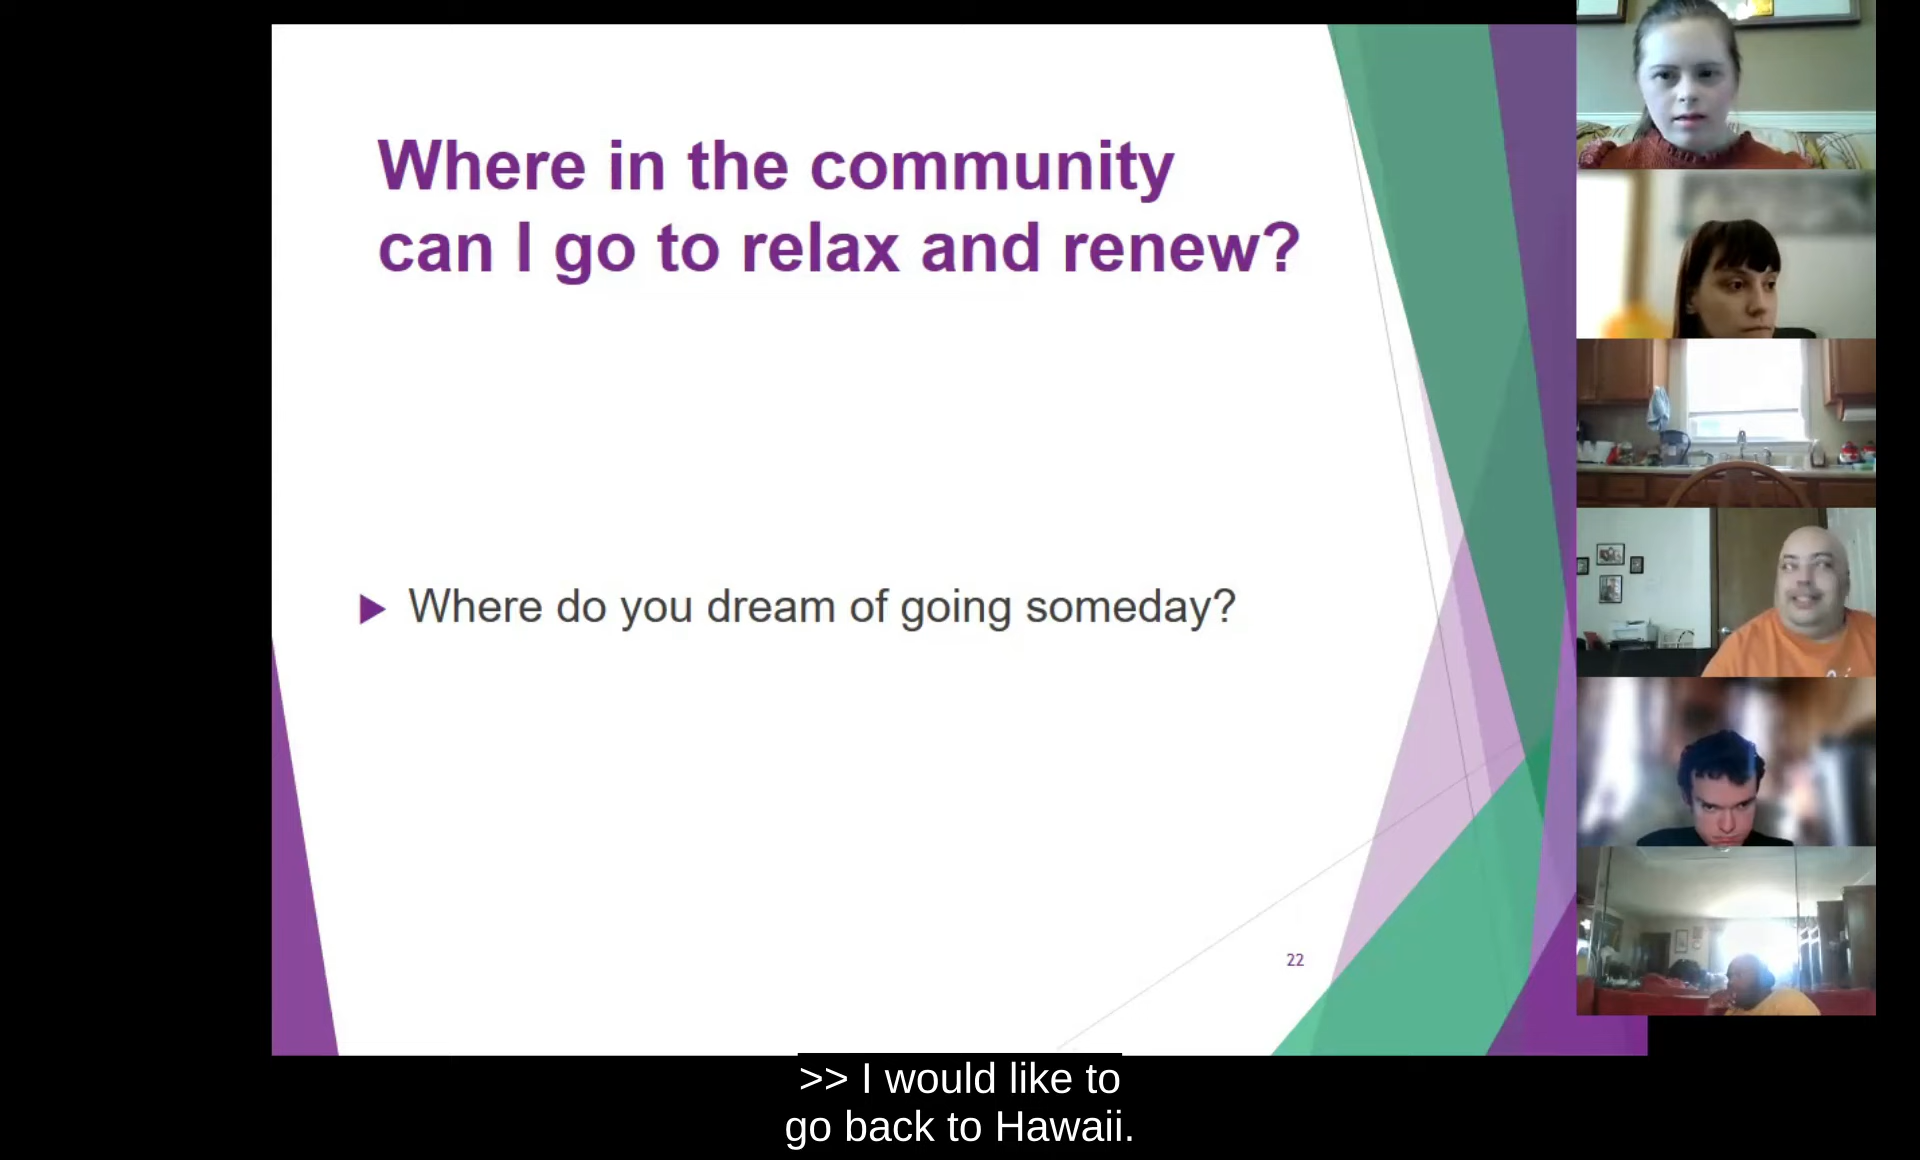 Where in the community
can I go to relax and renew?
Where do you dream of going someday?
22
>> I would like to
go back to Hawaii.